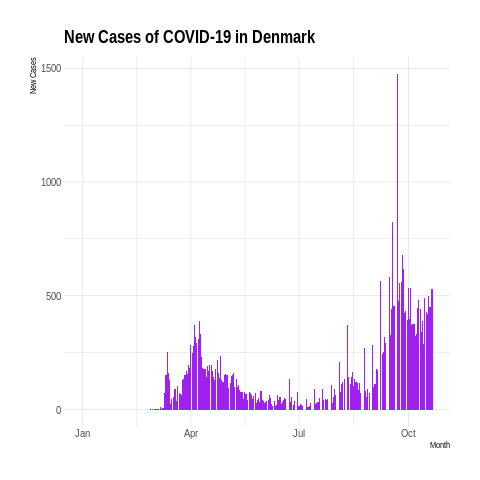 New Cases of COVID-19 in Denmark
New Cases
1500
1000
500
0
Jan Apr Jul Oct
Month